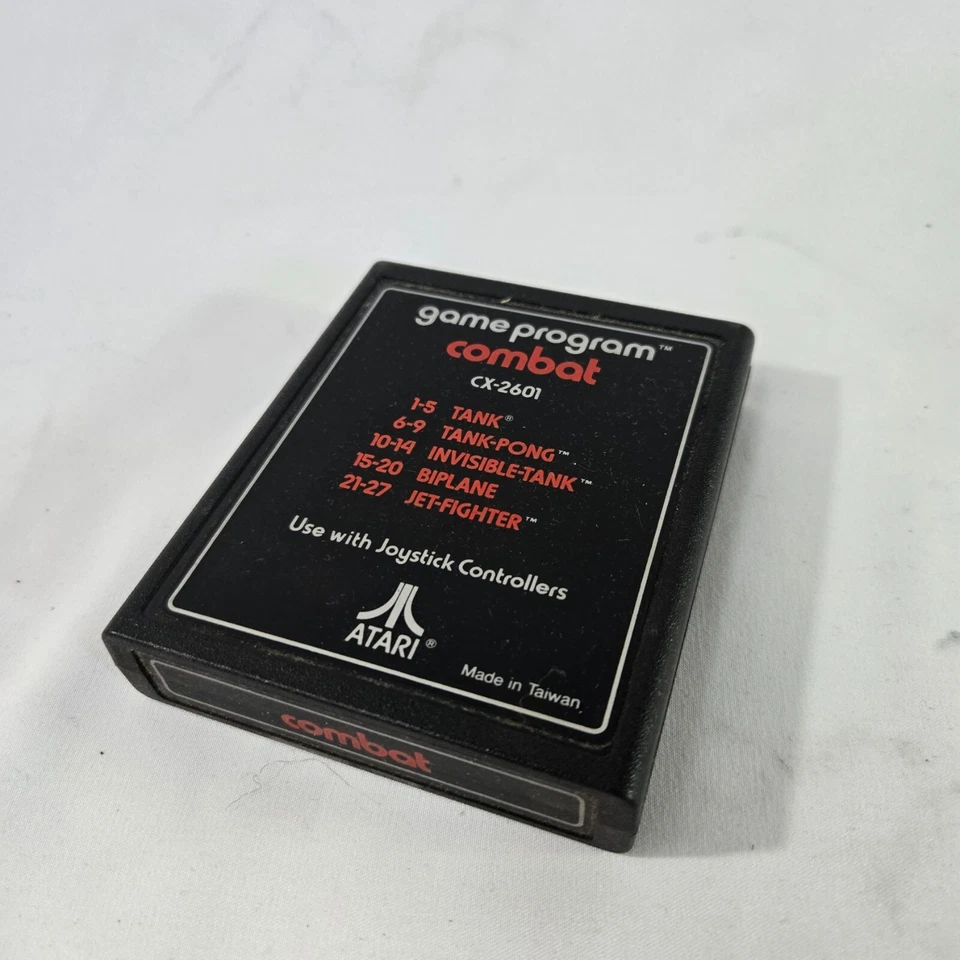 game program™
combat
CX-2601
1-5 TANK®
6-9 TANK-PONG™
10-14 INVISIBLE-TANK™
15-20 BIPLANE
21-27 JET-FIGHTER™
Use with Joystick Controllers
ATARI®
Made in Taiwan
combat